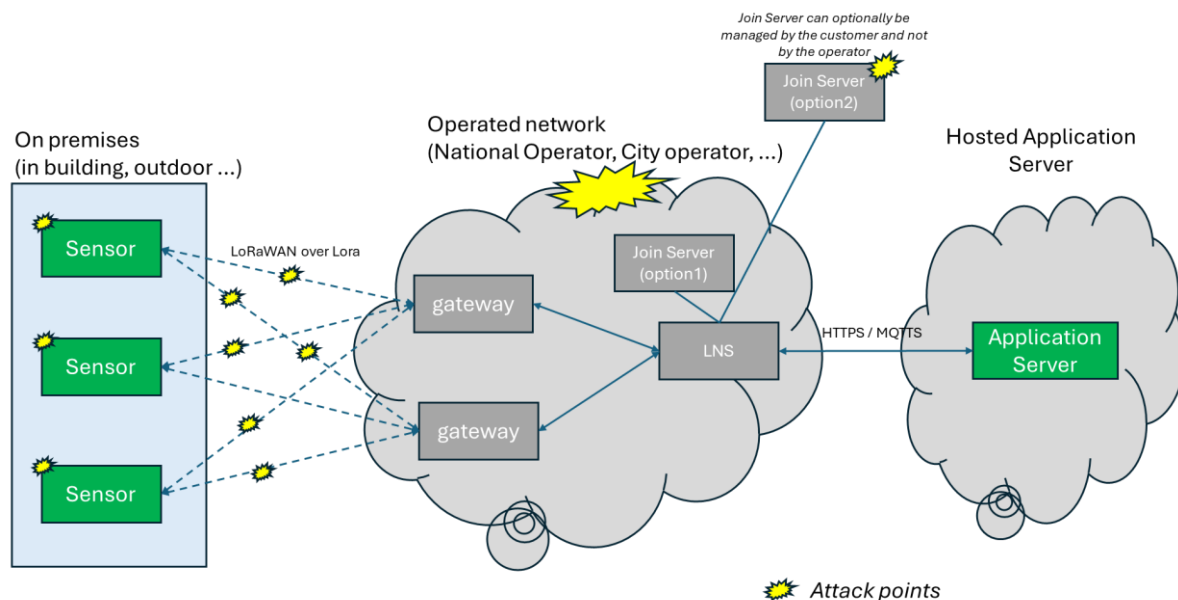 Join Server can optionally be
managed by the customer and not
by the operator
Join Server
(option2)
On premises
(in building, outdoor ...)
Operated network
(National Operator, City operator, ...)
Hosted Application
Server
Sensor
LoRaWAN over Lora
Join Server
(option1)
gateway
LNS
HTTPS / MQTTS
Application
Server
Sensor
gateway
Sensor
Attack points